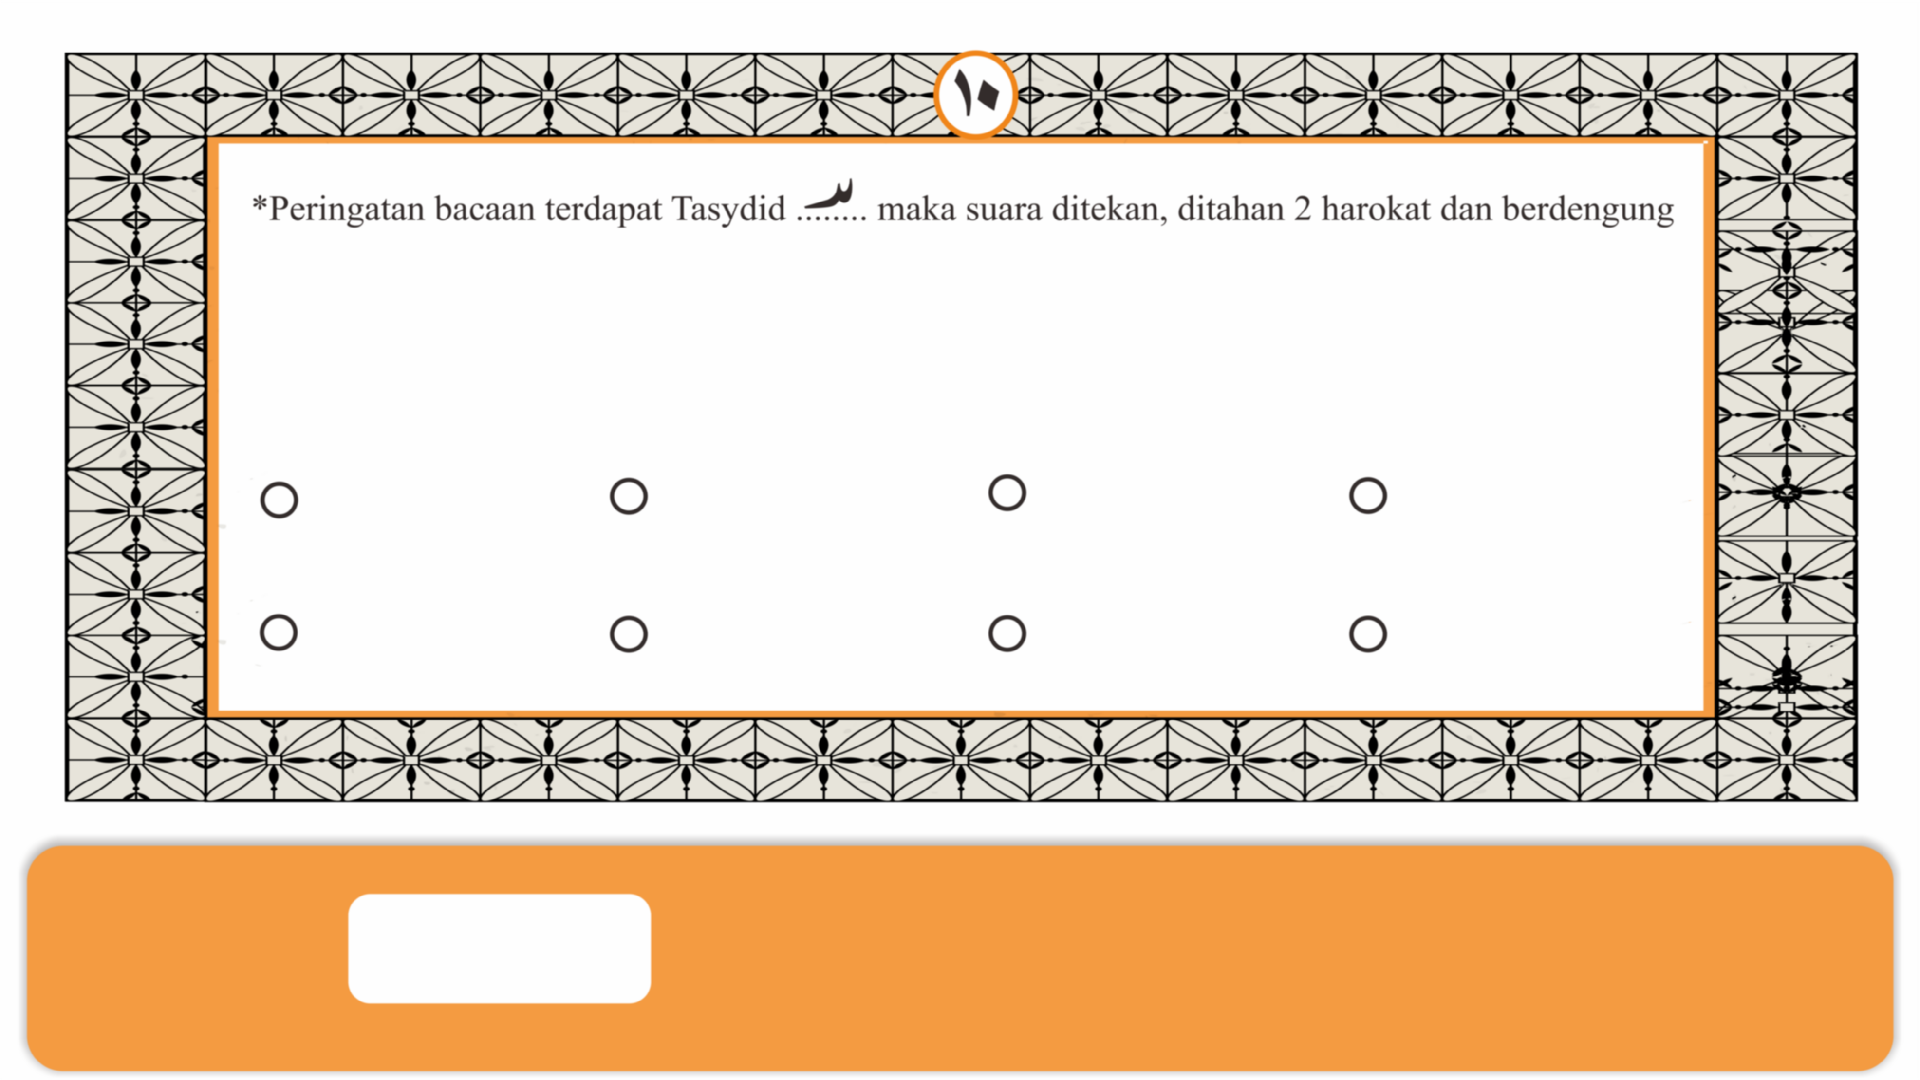 ١٠
*Peringatan bacaan terdapat Tasydid ........ maka suara ditekan, ditahan 2 harokat dan berdengung